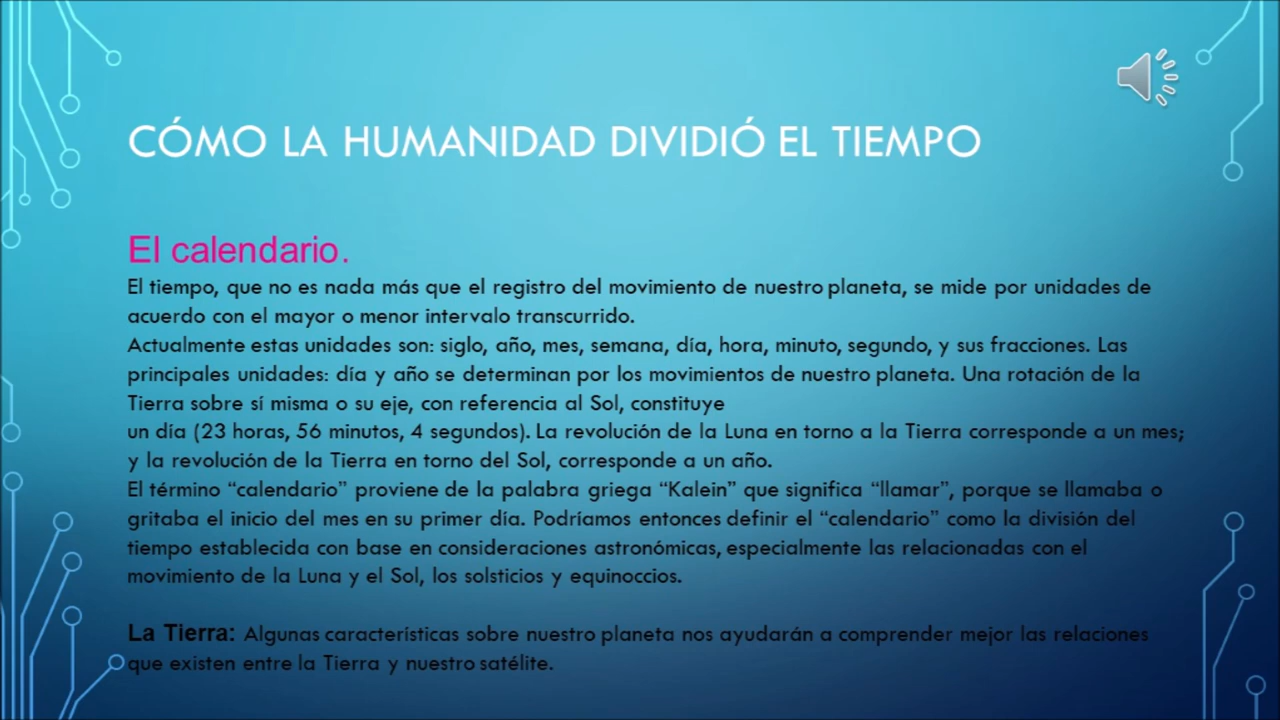 CÓMO LA HUMANIDAD DIVIDIÓ EL TIEMPO
El calendario.
El tiempo, que no es nada más que el registro del movimiento de nuestro planeta, se mide por unidades de
acuerdo con el mayor o menor intervalo transcurrido.
Actualmente estas unidades son: siglo, año, mes, semana, día, hora, minuto, segundo, y sus fracciones. Las
principales unidades: día y año se determinan por los movimientos de nuestro planeta. Una rotación de la
Tierra sobre sí misma o su eje, con referencia al Sol, constituye
un día (23 horas, 56 minutos, 4 segundos). La revolución de la Luna en torno a la Tierra corresponde a un mes;
y la revolución de la Tierra en torno del Sol, corresponde a un año.
El término “calendario” proviene de la palabra griega “Kalein” que significa “llamar”, porque se llamaba o
gritaba el inicio del mes en su primer día. Podríamos entonces definir el “calendario” como la división del
tiempo establecida con base en consideraciones astronómicas, especialmente las relacionadas con el
movimiento de la Luna y el Sol, los solsticios y equinoccios.
La Tierra: Algunas características sobre nuestro planeta nos ayudarán a comprender mejor las relaciones
que existen entre la Tierra y nuestro satélite.